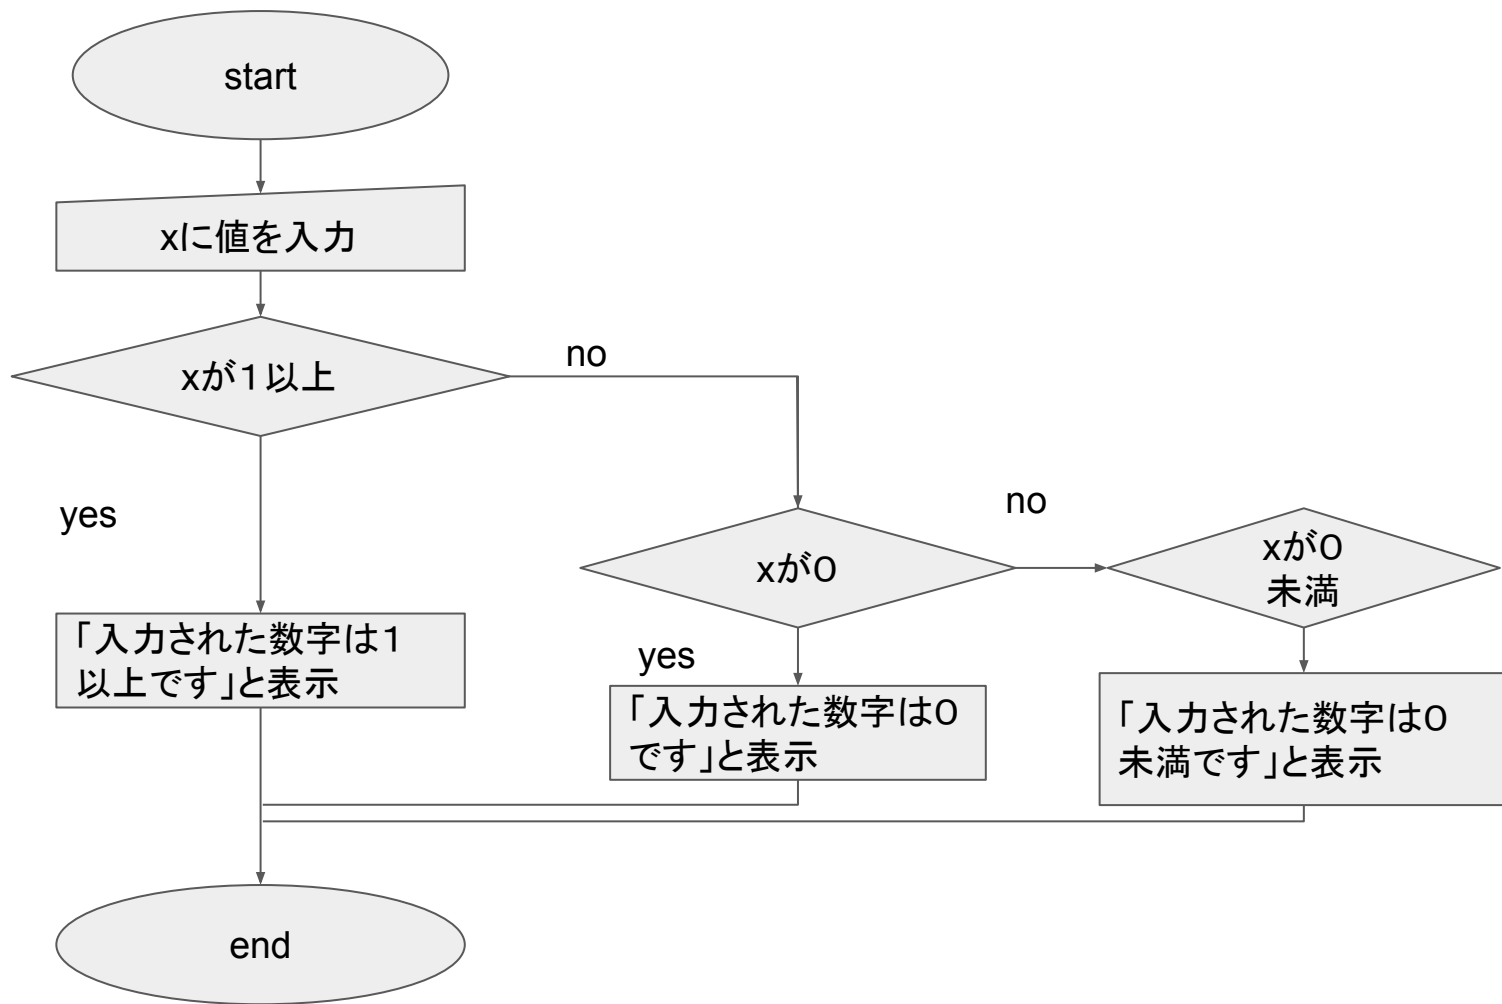 start
xに値を入力
xが１以上
no
yes
no
xが０
xが０
未満
「入力された数字は１
以上です」と表示
yes
「入力された数字は０
です」と表示
「入力された数字は０
未満です」と表示
end